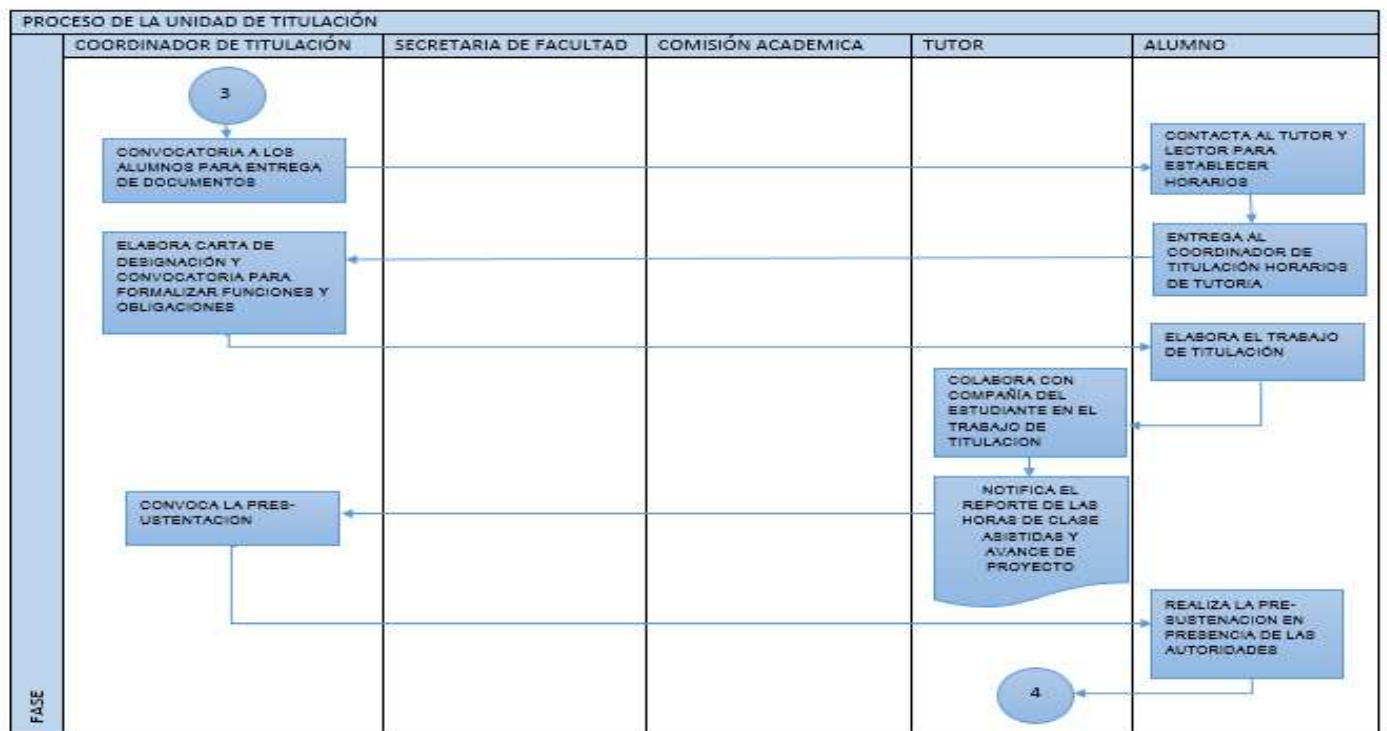 PROCESO DE LA UNIDAD DE TITULACIÓN
COORDINADOR DE TITULACIÓN
SECRETARIA DE FACULTAD
COMISIÓN ACADEMICA
TUTOR
ALUMNO
3
CONVOCATORIA A LOS
ALUMNOS PARA ENTREGA
DE DOCUMENTOS
CONTACTA AL TUTOR Y
LECTOR PARA
ESTABLECER
HORARIOS
ENTREGA AL
COORDINADOR DE
TITULACIÓN HORARIOS
DE TUTORIA
ELABORA CARTA DE
DESIGNACIÓN Y
CONVOCATORIA PARA
FORMALIZAR FUNCIONES Y
OBLIGACIONES
ELABORA EL TRABAJO
DE TITULACIÓN
COLABORA CON
COMPAÑÍA DEL
ESTUDIANTE EN EL
TRABAJO DE
TITULACION
NOTIFICA EL
REPORTE DE LAS
HORAS DE CLASE
ASISTIDAS Y
AVANCE DE
PROYECTO
CONVOCA LA PRES-
USTENTACION
REALIZA LA PRE-
SUSTENACION EN
PRESENCIA DE LAS
AUTORIDADES
4
FASE